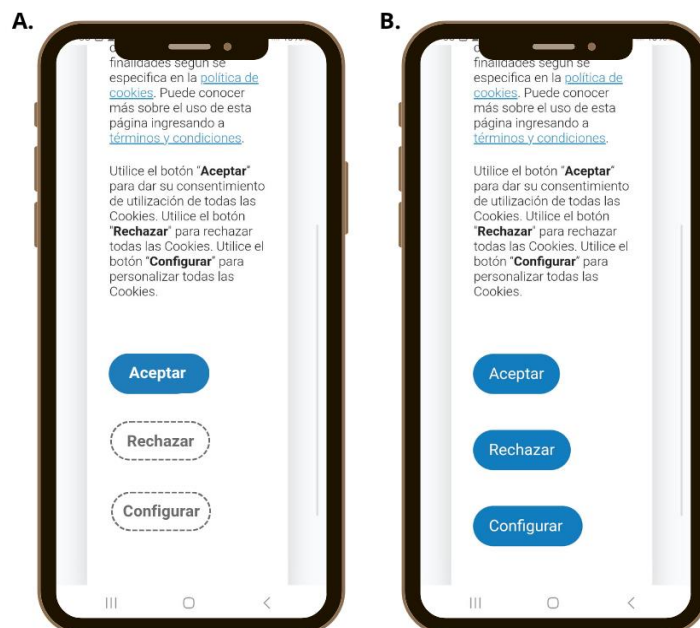 A.
finalidades según se
especifica en la política de
cookies. Puede conocer
más sobre el uso de esta
página ingresando a
términos y condiciones.
Utilice el botón "Aceptar"
para dar su consentimiento
de utilización de todas las
Cookies. Utilice el botón
"Rechazar" para rechazar
todas las Cookies. Utilice el
botón "Configurar" para
personalizar todas las
Cookies.
Aceptar
Rechazar
Configurar
B.
finalidades según se
especifica en la política de
cookies. Puede conocer
más sobre el uso de esta
página ingresando a
términos y condiciones.
Utilice el botón "Aceptar"
para dar su consentimiento
de utilización de todas las
Cookies. Utilice el botón
"Rechazar" para rechazar
todas las Cookies. Utilice el
botón "Configurar" para
personalizar todas las
Cookies.
Aceptar
Rechazar
Configurar